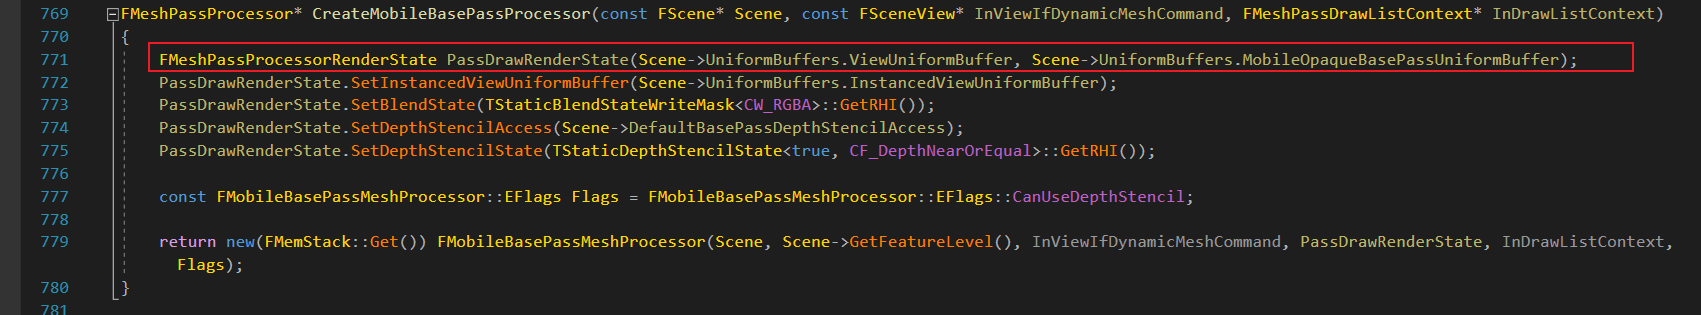 769 FMeshPassProcessor* CreateMobileBasePassProcessor(const FScene* Scene, const FSceneView* InViewIfDynamicMeshCommand, FMeshPassDrawListContext* InDrawListContext)
770 {
771 FMeshPassProcessorRenderState PassDrawRenderState(Scene->UniformBuffers.ViewUniformBuffer, Scene->UniformBuffers.MobileOpaqueBasePassUniformBuffer);
772 PassDrawRenderState.SetInstancedViewUniformBuffer(Scene->UniformBuffers.InstancedViewUniformBuffer);
773 PassDrawRenderState.SetBlendState(TStaticBlendStateWriteMask<CW_RGBA>::GetRHI());
774 PassDrawRenderState.SetDepthStencilAccess(Scene->DefaultBasePassDepthStencilAccess);
775 PassDrawRenderState.SetDepthStencilState(TStaticDepthStencilState<true, CF_DepthNearOrEqual>::GetRHI());
776
777 const FMobileBasePassMeshProcessor::EFlags Flags = FMobileBasePassMeshProcessor::EFlags::CanUseDepthStencil;
778
779 return new(FMemStack::Get()) FMobileBasePassMeshProcessor(Scene, Scene->GetFeatureLevel(), InViewIfDynamicMeshCommand, PassDrawRenderState, InDrawListContext,
Flags);
780 }
781